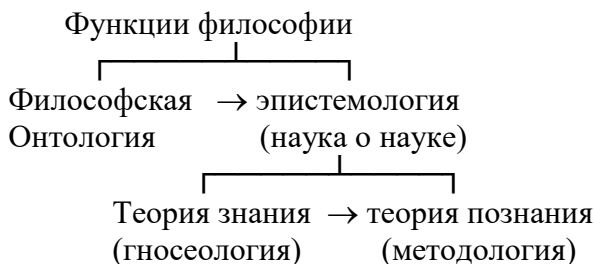 Функции философии
Философская → эпистемология
Онтология (наука о науке)
Теория знания → теория познания
(гносеология) (методология)